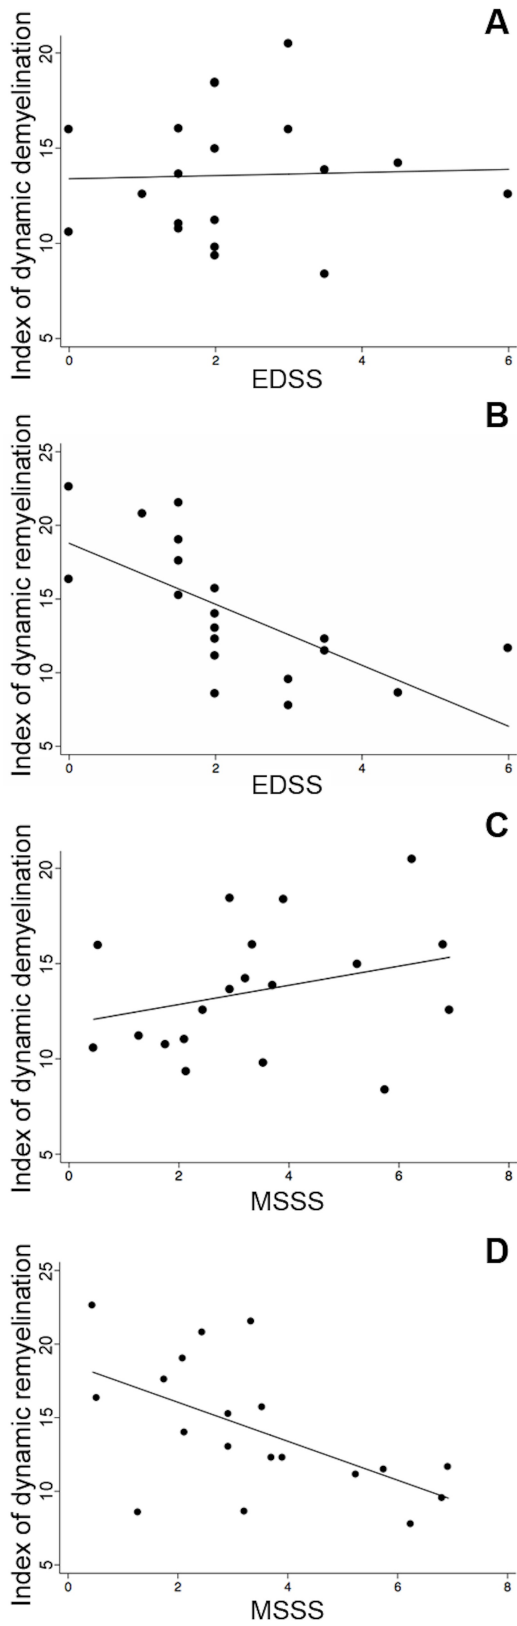 A
Index of dynamic demyelination
20
15
10
5
0 2 4 6
EDSS
B
Index of dynamic remyelination
25
20
15
10
5
0 2 4 6
EDSS
C
Index of dynamic demyelination
20
15
10
5
0 2 4 6 8
MSSS
D
Index of dynamic remyelination
25
20
15
10
5
0 2 4 6 8
MSSS